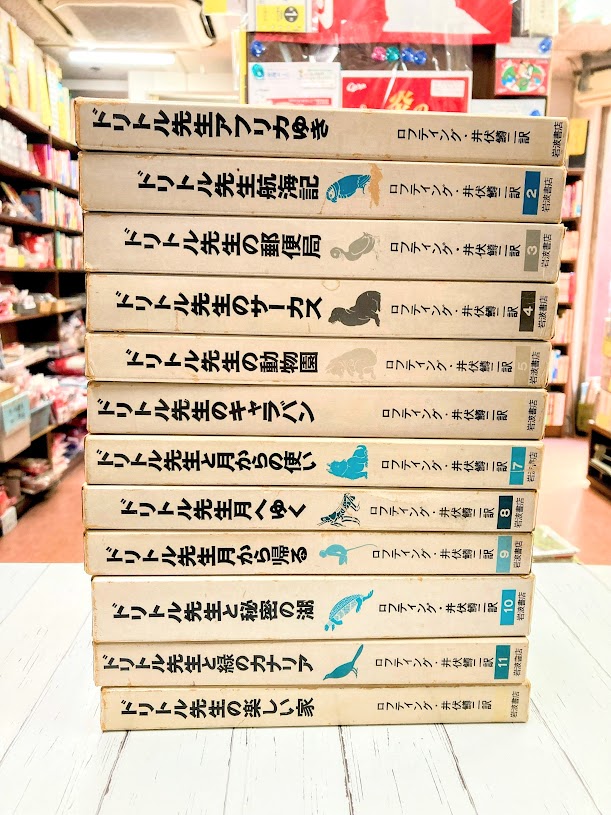 ドリトル先生アフリカゆき ロフティング・井伏鱒二訳 岩波書店
ドリトル先生航海記 ロフティング・井伏鱒二訳 2 岩波書店
ドリトル先生の郵便局 ロフティング・井伏鱒二訳 3 岩波書店
ドリトル先生のサーカス ロフティング・井伏鱒二訳 4 岩波書店
ドリトル先生の動物園 ロフティング・井伏鱒二訳 5 岩波書店
ドリトル先生のキャラバン ロフティング・井伏鱒二訳 岩波書店
ドリトル先生と月からの使い ロフティング・井伏鱒二訳 7 岩波書店
ドリトル先生月へゆく ロフティング・井伏鱒二訳 8 岩波書店
ドリトル先生月から帰る ロフティング・井伏鱒二訳 9 岩波書店
ドリトル先生と秘密の湖 ロフティング・井伏鱒二訳 10 岩波書店
ドリトル先生と緑のカナリア ロフティング・井伏鱒二訳 11 岩波書店
ドリトル先生の楽しい家 ロフティング・井伏鱒二訳 岩波書店